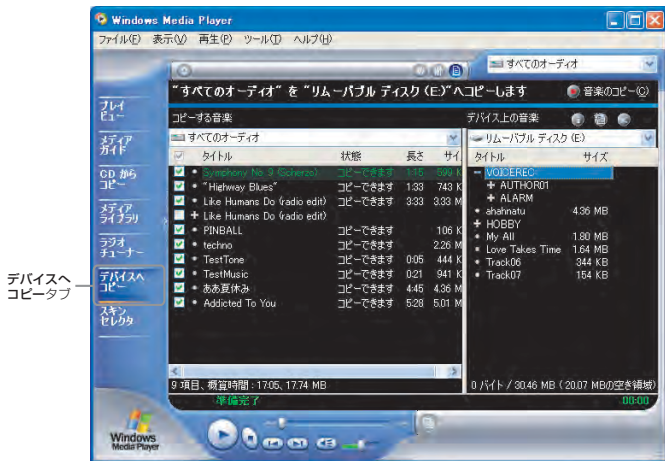 Windows Media Player
ファイル(F) 表示(V) 再生(P) ツール(T) ヘルプ(H)
すべてのオーディオ
"すべてのオーディオ" を "リムーバブル ディスク (E:)"へコピーします 音楽のコピー(C)
コピーする音楽 デバイス上の音楽
すべてのオーディオ リムーバブル ディスク (E:)
タイトル 状態 長さ サイ. タイトル サイズ
Symphony No. 9 (Scherzo) コピーできます 1:15 599 K
"Highway Blues" コピーできます 1:33 743 K
Like Humans Do (radio edit) コピーできます 3:33 3.33 M
Like Humans Do (radio edit)
PINBALL コピーできます 106 K
techno コピーできます 2.26 M
TestTone コピーできます 0:05 444 K
TestMusic コピーできます 0:21 941 K
ああ夏休み コピーできます 4:45 4.36 M
Addicted To You コピーできます 5:28 5.01 M
VOICEREC
AUTHOR01
ALARM
ahahnatu 4.36 MB
HOBBY
My All 1.80 MB
Love Takes Time 1.64 MB
Track06 344 KB
Track07 154 KB
9 項目、概算時間 : 17:05, 17.74 MB
0 バイト / 30.46 MB ( 20.07 MBの空き領域)
準備完了 00:00
プレイ
ビュー
メディア
ガイド
CD から
コピー
メディア
ライブラリ
ラジオ
チューナー
デバイスへ
コピー
スキン
セレクタ
Windows
Media Player
デバイスへ
コピータブ